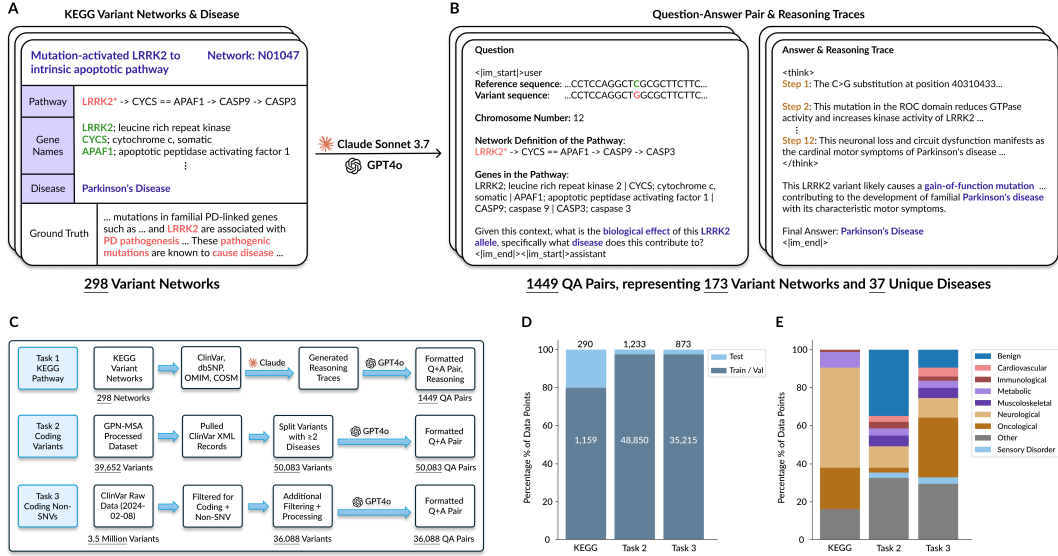 A
KEGG Variant Networks & Disease
Mutation-activated LRRK2 to
intrinsic apoptotic pathway
Network: N01047
Pathway
LRRK2* -> CYCS == APAF1 -> CASP9 -> CASP3
Gene
Names
LRRK2; leucine rich repeat kinase
CYCS; cytochrome c, somatic
APAF1; apoptotic peptidase activating factor 1
⋮
Disease
Parkinson's Disease
Ground Truth
... mutations in familial PD-linked genes
such as ... and LRRK2 are associated with
PD pathogenesis ... These pathogenic
mutations are known to cause disease ...
298 Variant Networks
Claude Sonnet 3.7
GPT4o
B
Question-Answer Pair & Reasoning Traces
Question
<|im_start|>user
Reference sequence: ...CCTCCAGGCTCGCGCTTCTTC...
Variant sequence: ...CCTCCAGGCTGGCGCTTCTTC...
Chromosome Number: 12
Network Definition of the Pathway:
LRRK2* -> CYCS == APAF1 -> CASP9 -> CASP3
Genes in the Pathway:
LRRK2; leucine rich repeat kinase 2 | CYCS; cytochrome c,
somatic | APAF1; apoptotic peptidase activating factor 1 |
CASP9; caspase 9 | CASP3; caspase 3
Given this context, what is the biological effect of this LRRK2
allele, specifically what disease does this contribute to?
<|im_end|><|im_start|>assistant
Answer & Reasoning Trace
<think>
Step 1: The C>G substitution at position 40310433...
Step 2: This mutation in the ROC domain reduces GTPase
activity and increases kinase activity of LRRK2 ...
⋮
Step 12: This neuronal loss and circuit dysfunction manifests as
the cardinal motor symptoms of Parkinson's disease ...
</think>
This LRRK2 variant likely causes a gain-of-function mutation ...
contributing to the development of familial Parkinson's disease
with its characteristic motor symptoms.
Final Answer: Parkinson's Disease
<|im_end|>
1449 QA Pairs, representing 173 Variant Networks and 37 Unique Diseases
C
Task 1
KEGG
Pathway
KEGG
Variant
Networks
298 Networks
ClinVar,
dbSNP,
OMIM, COSM
Claude
Generated
Reasoning
Traces
GPT4o
Formatted
Q+A Pair,
Reasoning
1449 QA Pairs
Task 2
Coding
Variants
GPN-MSA
Processed
Dataset
39,652 Variants
Pulled
ClinVar XML
Records
Split Variants
with ≥2
Diseases
50,083 Variants
GPT4o
Formatted
Q+A Pair
50,083 QA Pairs
Task 3
Coding Non-
SNVs
ClinVar Raw
Data (2024-
02-08)
3.5 Million Variants
Filtered for
Coding +
Non-SNV
Additional
Filtering +
Processing
36,088 Variants
GPT4o
Formatted
Q+A Pair
36,088 QA Pairs
D
Percentage % of Data Points
100
80
60
40
20
0
290
1,233
873
1,159
48,850
35,215
KEGG
Task 2
Task 3
Test
Train / Val
E
Percentage % of Data Points
100
80
60
40
20
0
KEGG
Task 2
Task 3
Benign
Cardiovascular
Immunological
Metabolic
Muscoloskeletal
Neurological
Oncological
Other
Sensory Disorder